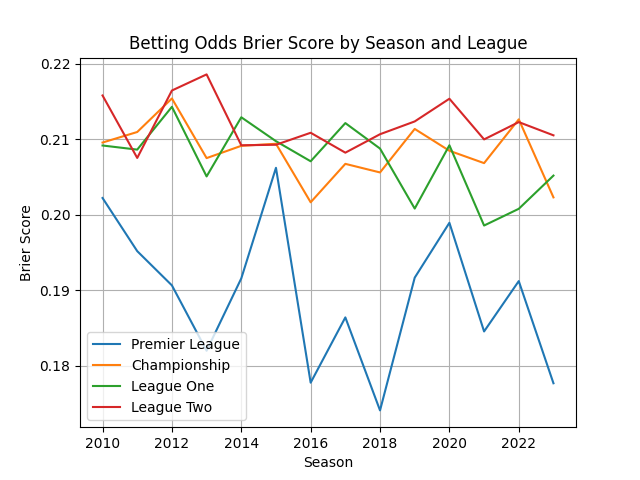 Betting Odds Brier Score by Season and League
0.22
0.21
0.20
0.19
0.18
Brier Score
Premier League
Championship
League One
League Two
2010 2012 2014 2016 2018 2020 2022
Season